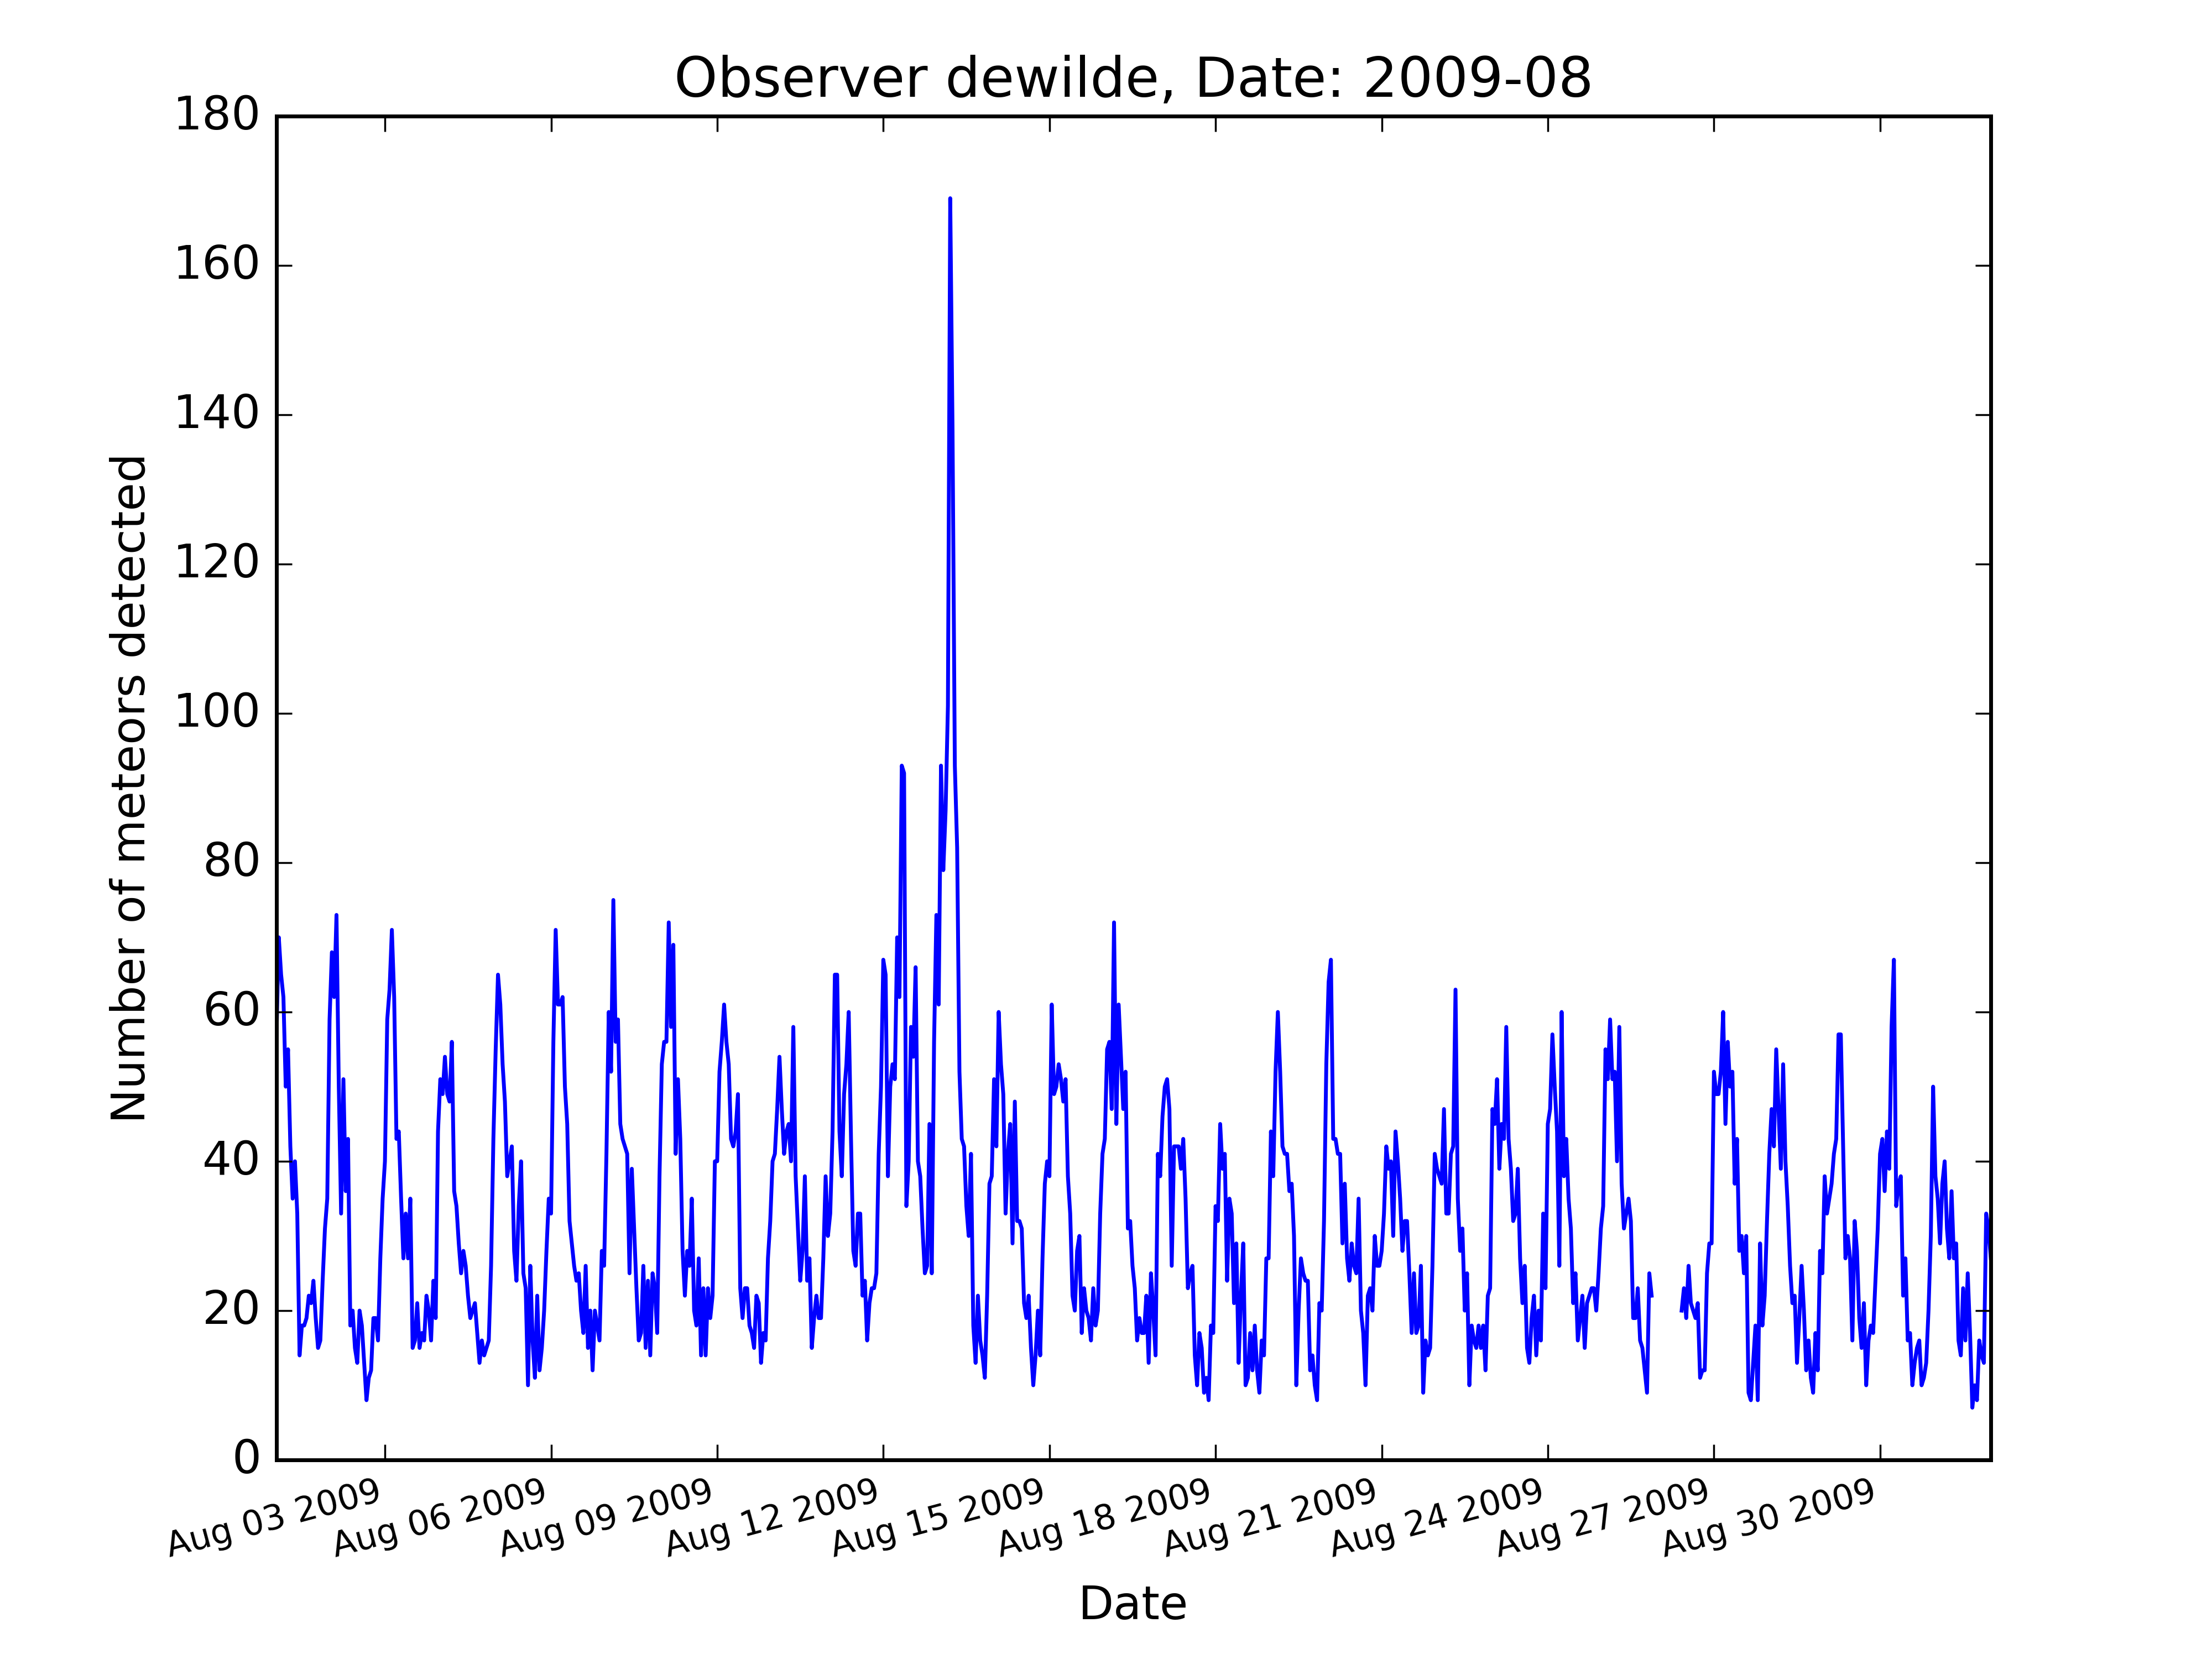 Observer dewilde, Date: 2009-08
180
160
140
120
100
80
60
40
20
0
Number of meteors detected
Aug 03 2009
Aug 06 2009
Aug 09 2009
Aug 12 2009
Aug 15 2009
Aug 18 2009
Aug 21 2009
Aug 24 2009
Aug 27 2009
Aug 30 2009
Date